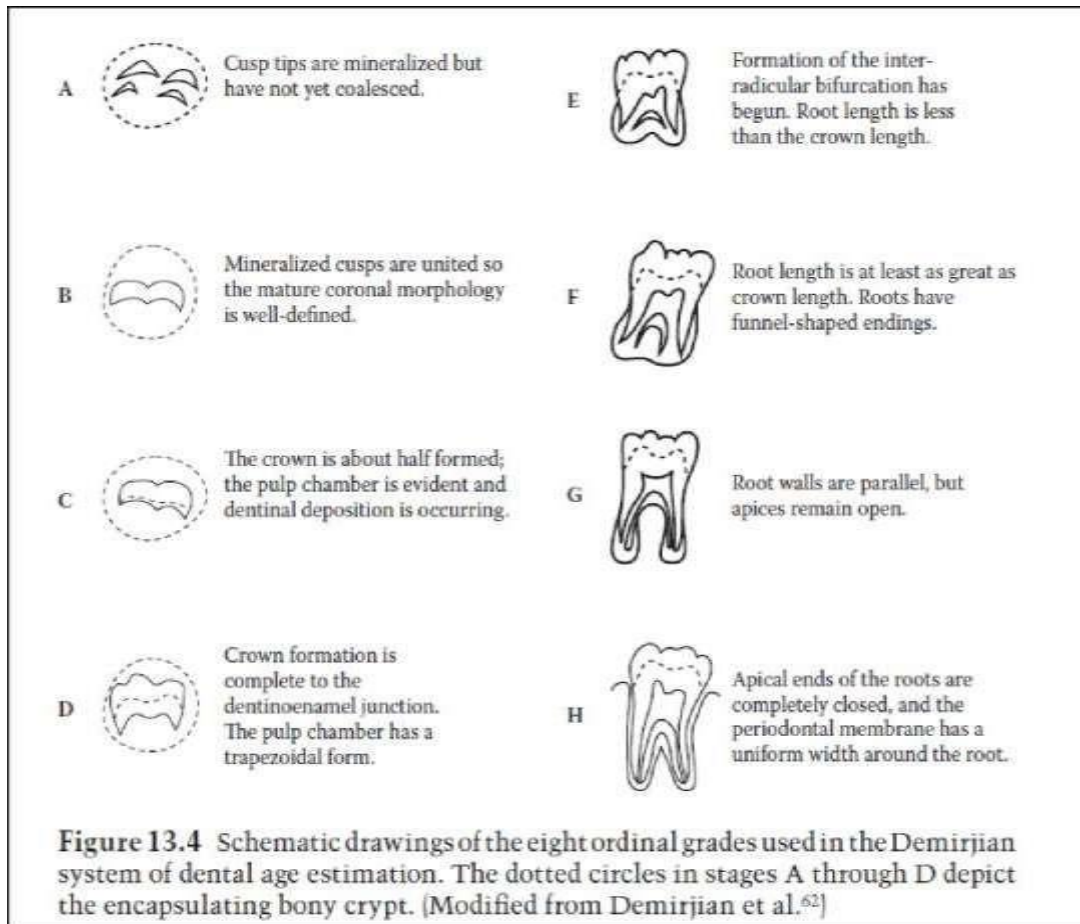 A
Cusp tips are mineralized but
have not yet coalesced.
B
Mineralized cusps are united so
the mature coronal morphology
is well-defined.
C
The crown is about half formed;
the pulp chamber is evident and
dentinal deposition is occurring.
D
Crown formation is
complete to the
dentinoenamel junction.
The pulp chamber has a
trapezoidal form.
E
Formation of the inter-
radicular bifurcation has
begun. Root length is less
than the crown length.
F
Root length is at least as great as
crown length. Roots have
funnel-shaped endings.
G
Root walls are parallel, but
apices remain open.
H
Apical ends of the roots are
completely closed, and the
periodontal membrane has a
uniform width around the root.
Figure 13.4 Schematic drawings of the eight ordinal grades used in the Demirjian
system of dental age estimation. The dotted circles in stages A through D depict
the encapsulating bony crypt. (Modified from Demirjian et al.62)